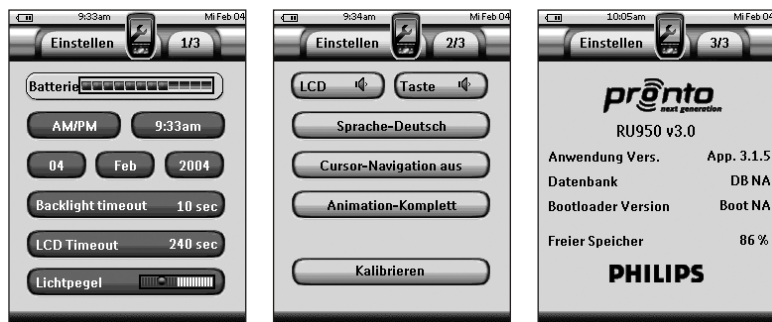 9:33am Mi Feb 04
Einstellen 1/3
Batterie
AM/PM 9:33am
04 Feb 2004
Backlight timeout 10 sec
LCD Timeout 240 sec
Lichtpegel
9:34am Mi Feb 04
Einstellen 2/3
LCD Taste
Sprache-Deutsch
Cursor-Navigation aus
Animation-Komplett
Kalibrieren
10:05am Mi Feb 04
Einstellen 3/3
pronto
next generation
RU950 v3.0
Anwendung Vers. App. 3.1.5
Datenbank DB NA
Bootloader Version Boot NA
Freier Speicher 86 %
PHILIPS